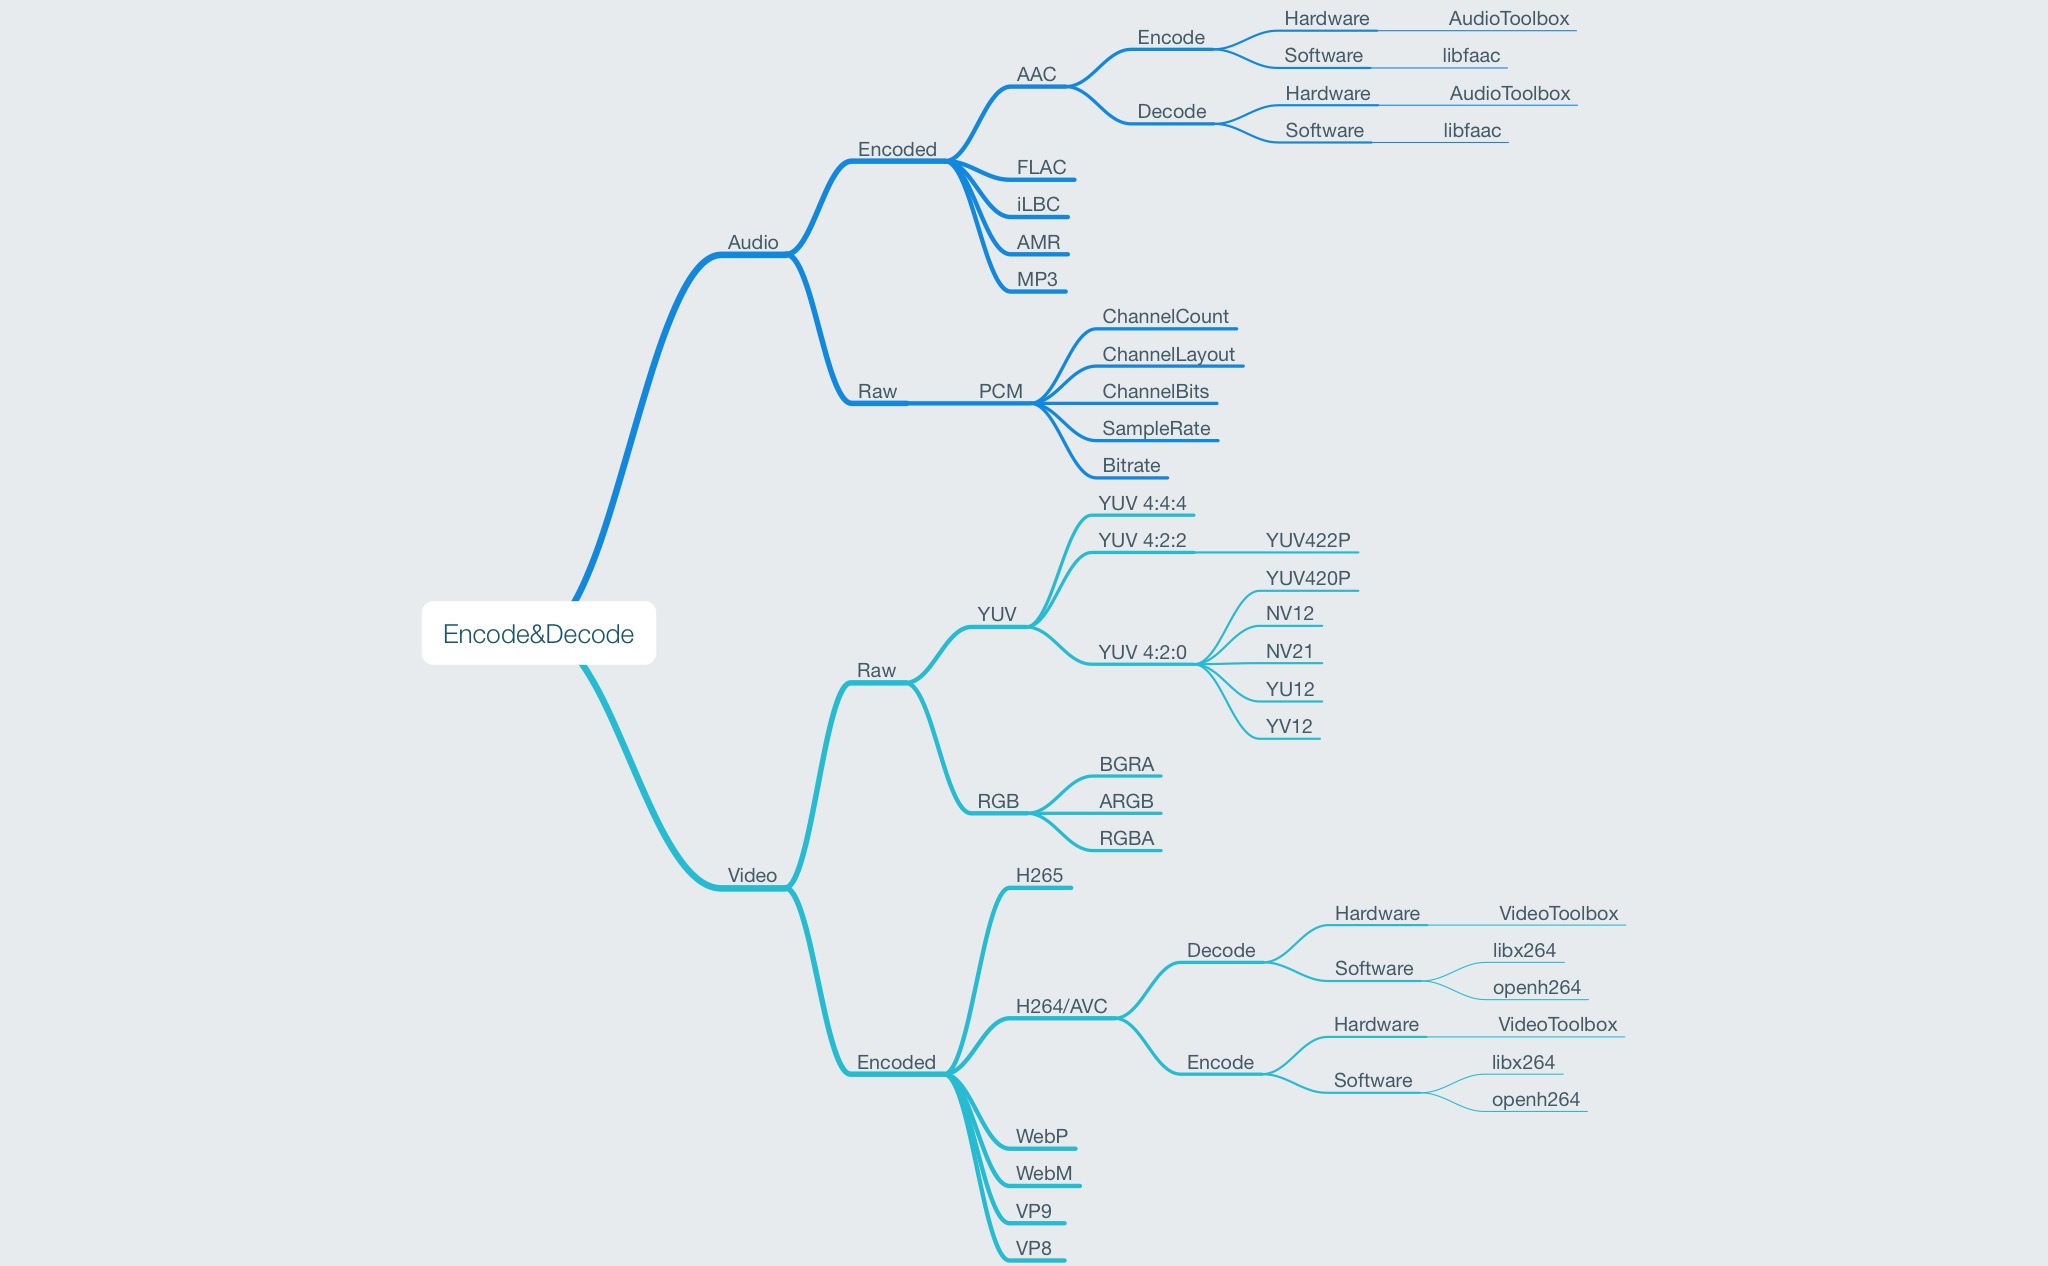 Hardware
AudioToolbox
Encode
Software
libfaac
AAC
Hardware
AudioToolbox
Decode
Software
libfaac
Encoded
FLAC
iLBC
Audio
AMR
MP3
ChannelCount
ChannelLayout
Raw
PCM
ChannelBits
SampleRate
Bitrate
YUV 4:4:4
YUV 4:2:2
YUV422P
YUV420P
YUV
NV12
Encode&Decode
YUV 4:2:0
NV21
Raw
YU12
YV12
BGRA
RGB
ARGB
RGBA
Video
H265
Hardware
VideoToolbox
Decode
libx264
Software
openh264
H264/AVC
Hardware
VideoToolbox
Encoded
Encode
libx264
Software
openh264
WebP
WebM
VP9
VP8